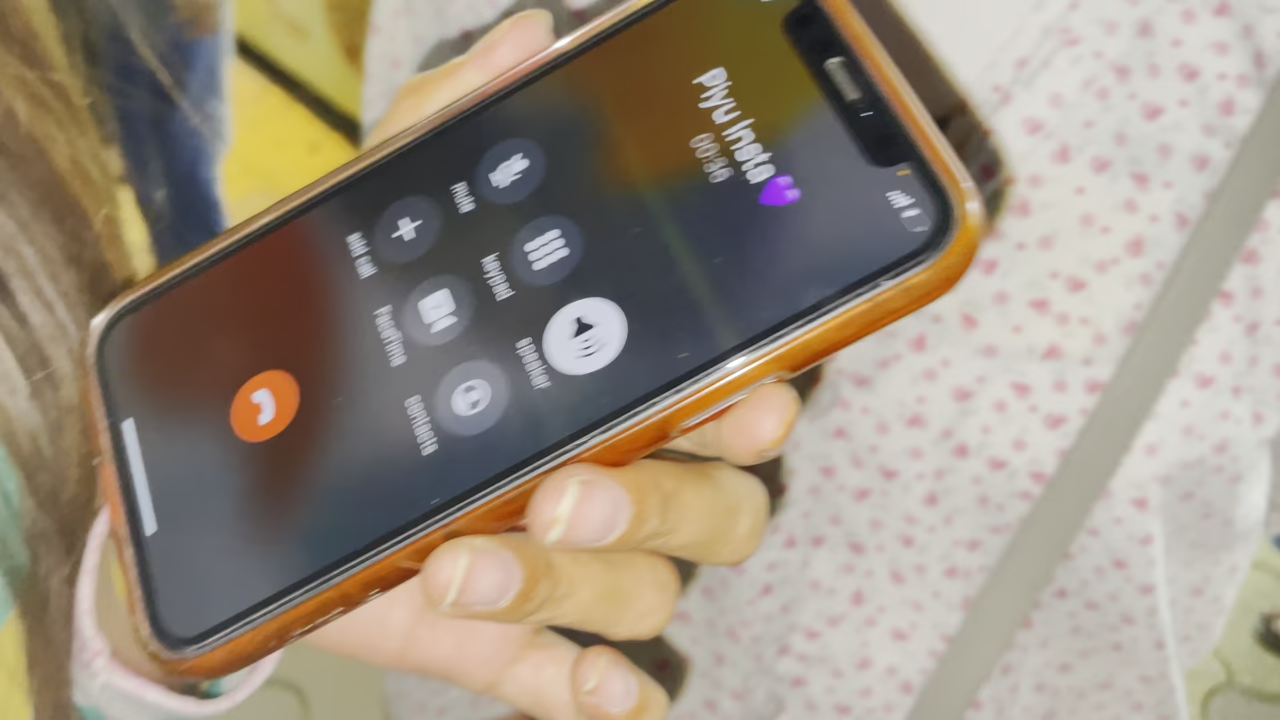 Piyu Insta💜
00:36
mute
keypad
speaker
add call
FaceTime
contacts